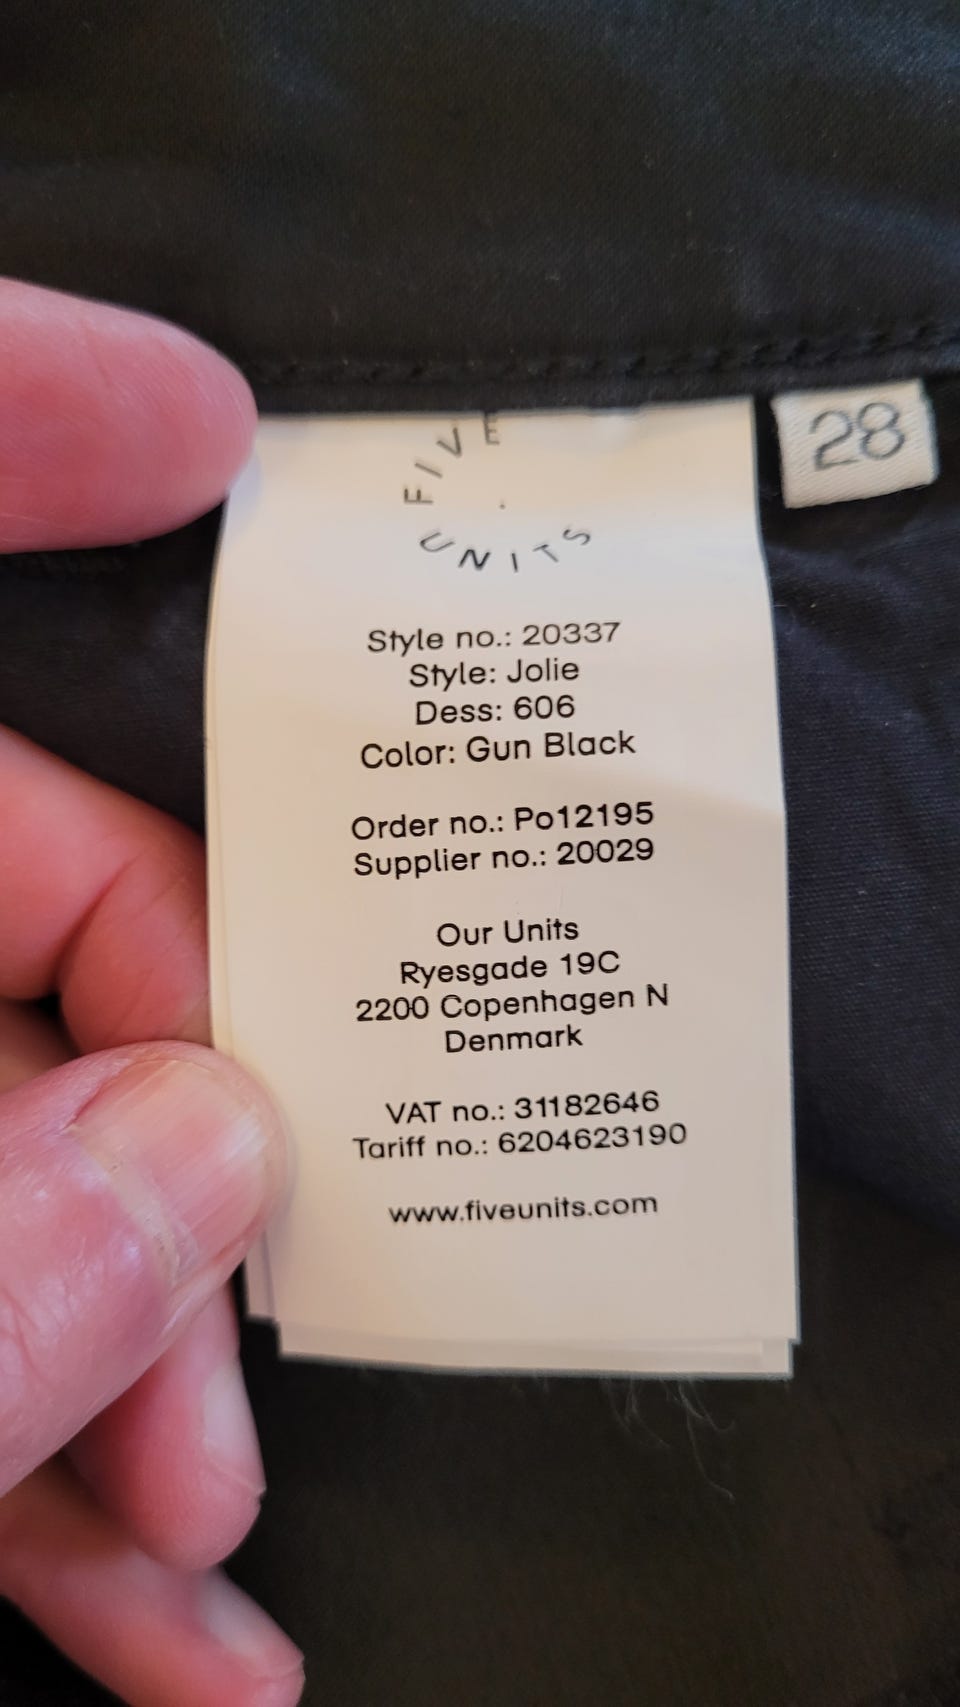 FIVE
UNITS
28
Style no.: 20337
Style: Jolie
Dess: 606
Color: Gun Black
Order no.: Po12195
Supplier no.: 20029
Our Units
Ryesgade 19C
2200 Copenhagen N
Denmark
VAT no.: 31182646
Tariff no.: 6204623190
www.fiveunits.com